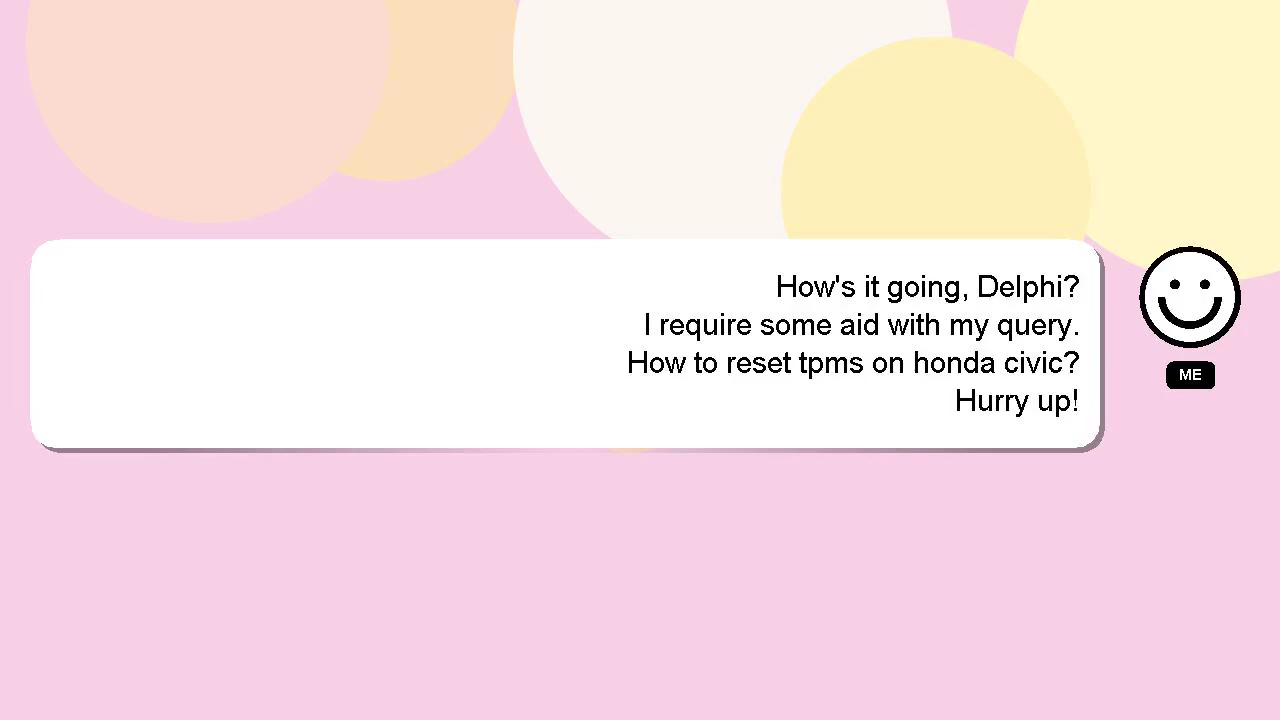 How's it going, Delphi?
I require some aid with my query.
How to reset tpms on honda civic?
Hurry up!
ME